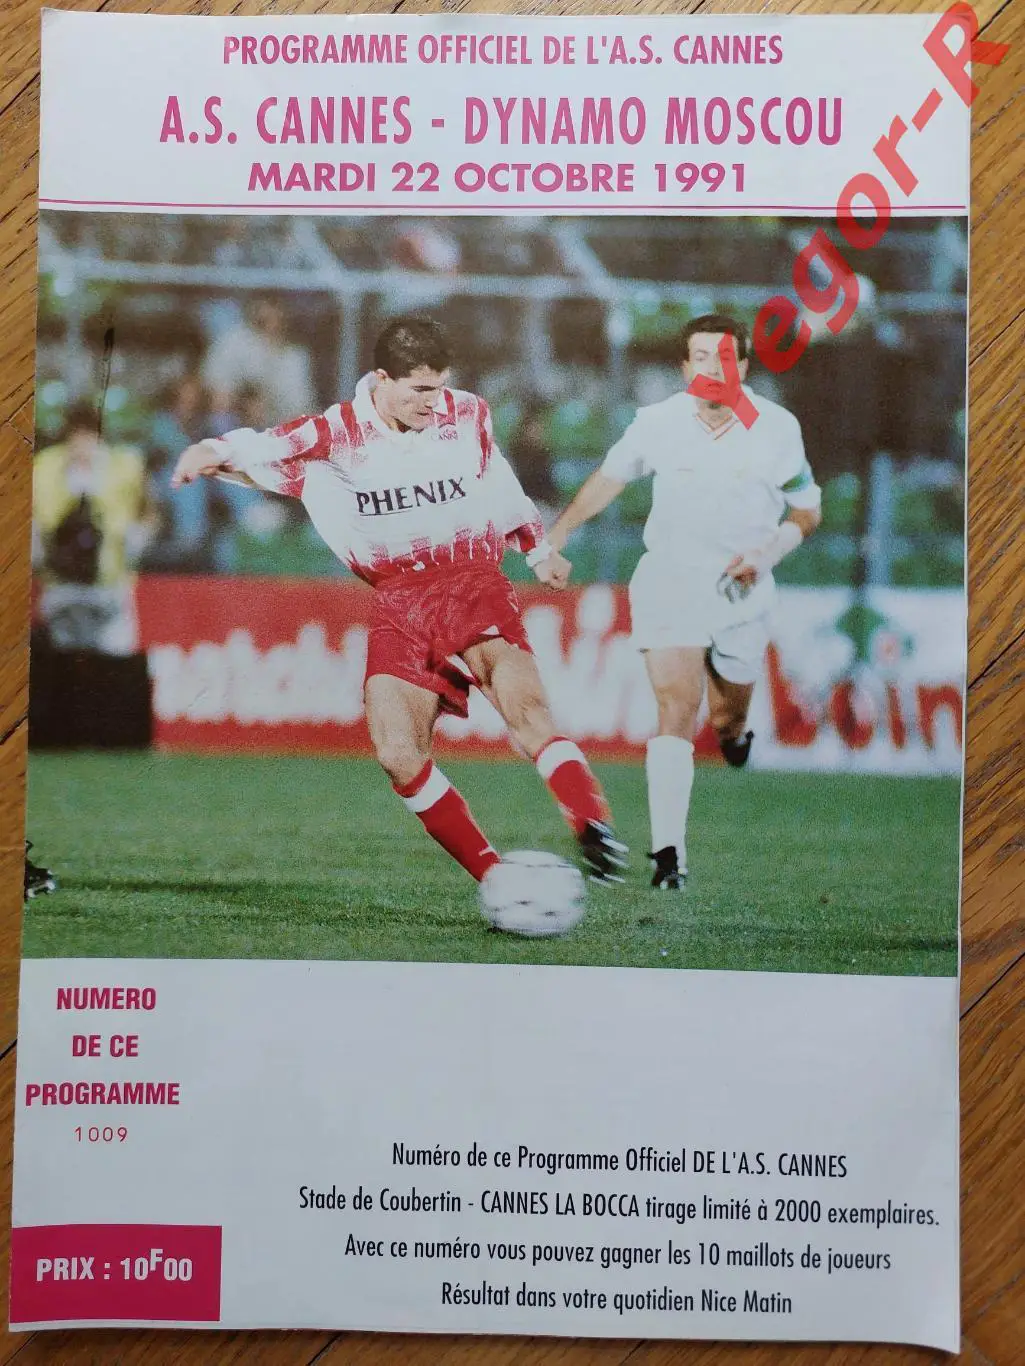 PROGRAMME OFFICIEL DE L'A.S. CANNES
A.S. CANNES - DYNAMO MOSCOU
MARDI 22 OCTOBRE 1991
Yegor-R
CANNES
PHENIX
NUMERO
DE CE
PROGRAMME
1009
Numéro de ce Programme Officiel DE L'A.S. CANNES
Stade de Coubertin - CANNES LA BOCCA tirage limité à 2000 exemplaires.
Avec ce numéro vous pouvez gagner les 10 maillots de joueurs
Résultat dans votre quotidien Nice Matin
PRIX : 10F00